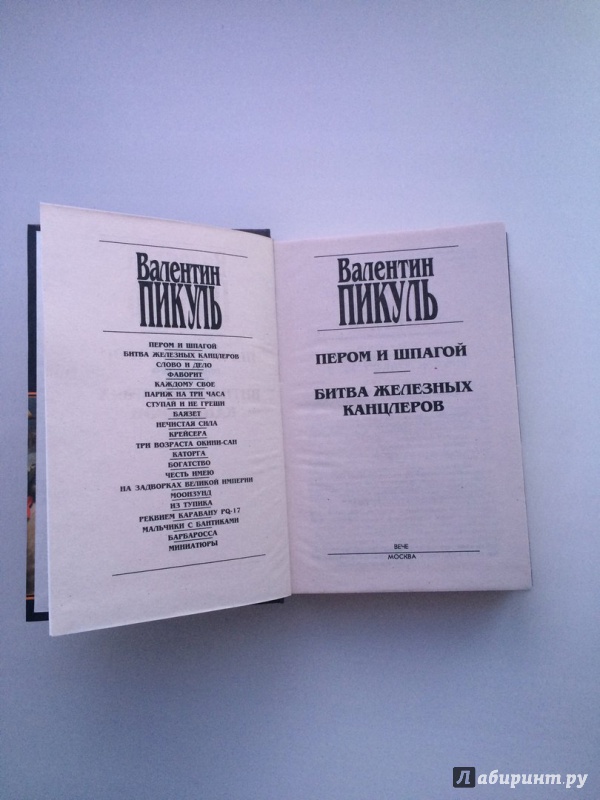 Валентин
ПИКУЛЬ
ПЕРОМ И ШПАГОЙ
БИТВА ЖЕЛЕЗНЫХ КАНЦЛЕРОВ
СЛОВО И ДЕЛО
ФАВОРИТ
КАЖДОМУ СВОЕ
ПАРИЖ НА ТРИ ЧАСА
СТУПАЙ И НЕ ГРЕШИ
БАЯЗЕТ
НЕЧИСТАЯ СИЛА
КРЕЙСЕРА
ТРИ ВОЗРАСТА ОКИНИ-САН
КАТОРГА
БОГАТСТВО
ЧЕСТЬ ИМЕЮ
НА ЗАДВОРКАХ ВЕЛИКОЙ ИМПЕРИИ
МООНЗУНД
ИЗ ТУПИКА
РЕКВИЕМ КАРАВАНУ PQ-17
МАЛЬЧИКИ С БАНТИКАМИ
БАРБАРОССА
МИНИАТЮРЫ
Валентин
ПИКУЛЬ
ПЕРОМ И ШПАГОЙ
БИТВА ЖЕЛЕЗНЫХ
КАНЦЛЕРОВ
ВЕЧЕ
МОСКВА
Лабиринт.ру